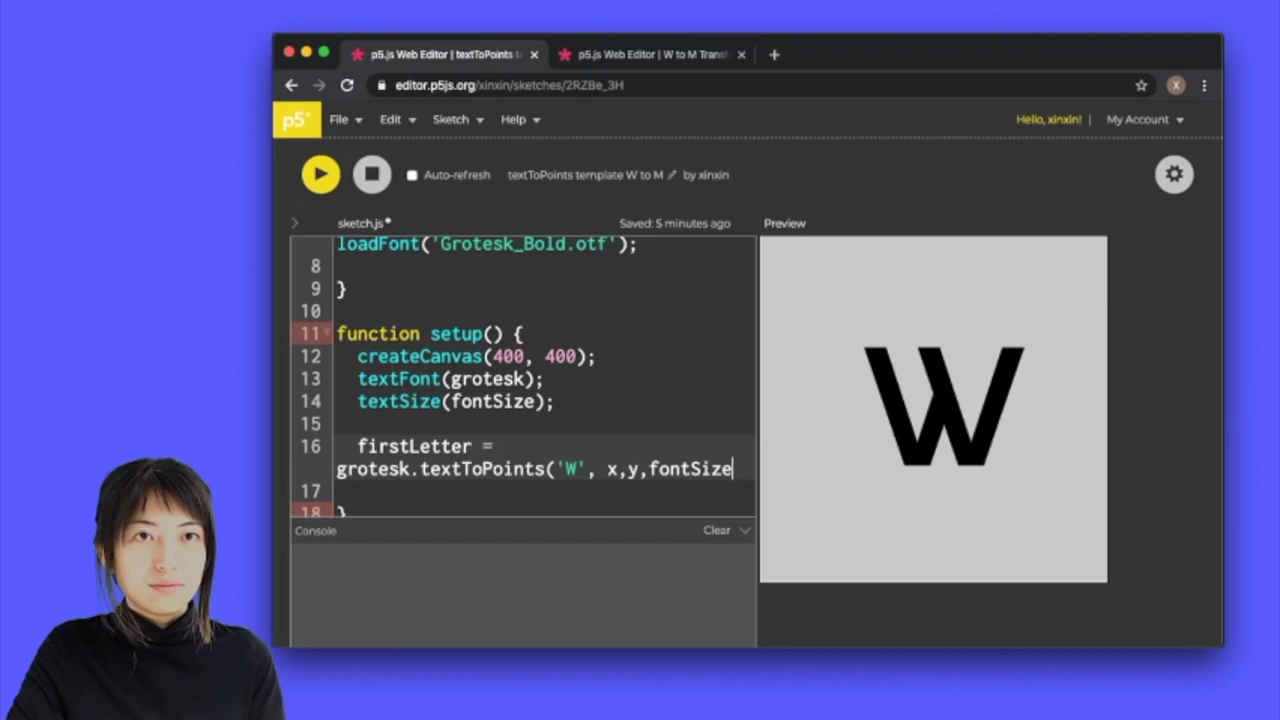 p5.js Web Editor | textToPoints t
p5.js Web Editor | W to M Trans
editor.p5js.org/xinxin/sketches/2RZBe_3H
X
p5*
File
Edit
Sketch
Help
Hello, xinxin! |
My Account
Auto-refresh
textToPoints template W to M
by xinxin
sketch.js
Saved: 5 minutes ago
Preview
loadFont('Grotesk_Bold.otf');
8
9 }
10
11 function setup() {
12 createCanvas(400, 400);
13 textFont(grotesk);
14 textSize(fontSize);
15
16 firstLetter =
grotesk.textToPoints('W', x,y,fontSize
17
18 }
Console
Clear
W